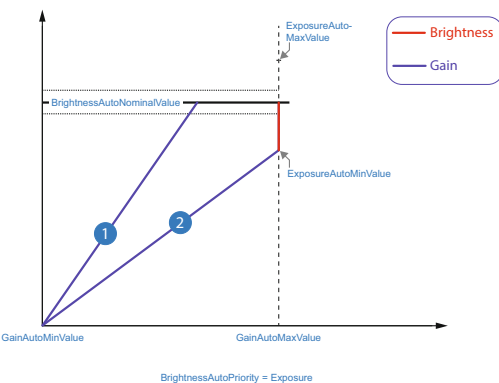 ExposureAuto-
MaxValue
Brightness
Gain
BrightnessAutoNominalValue
ExposureAutoMinValue
1
2
GainAutoMinValue
GainAutoMaxValue
BrightnessAutoPriority = Exposure